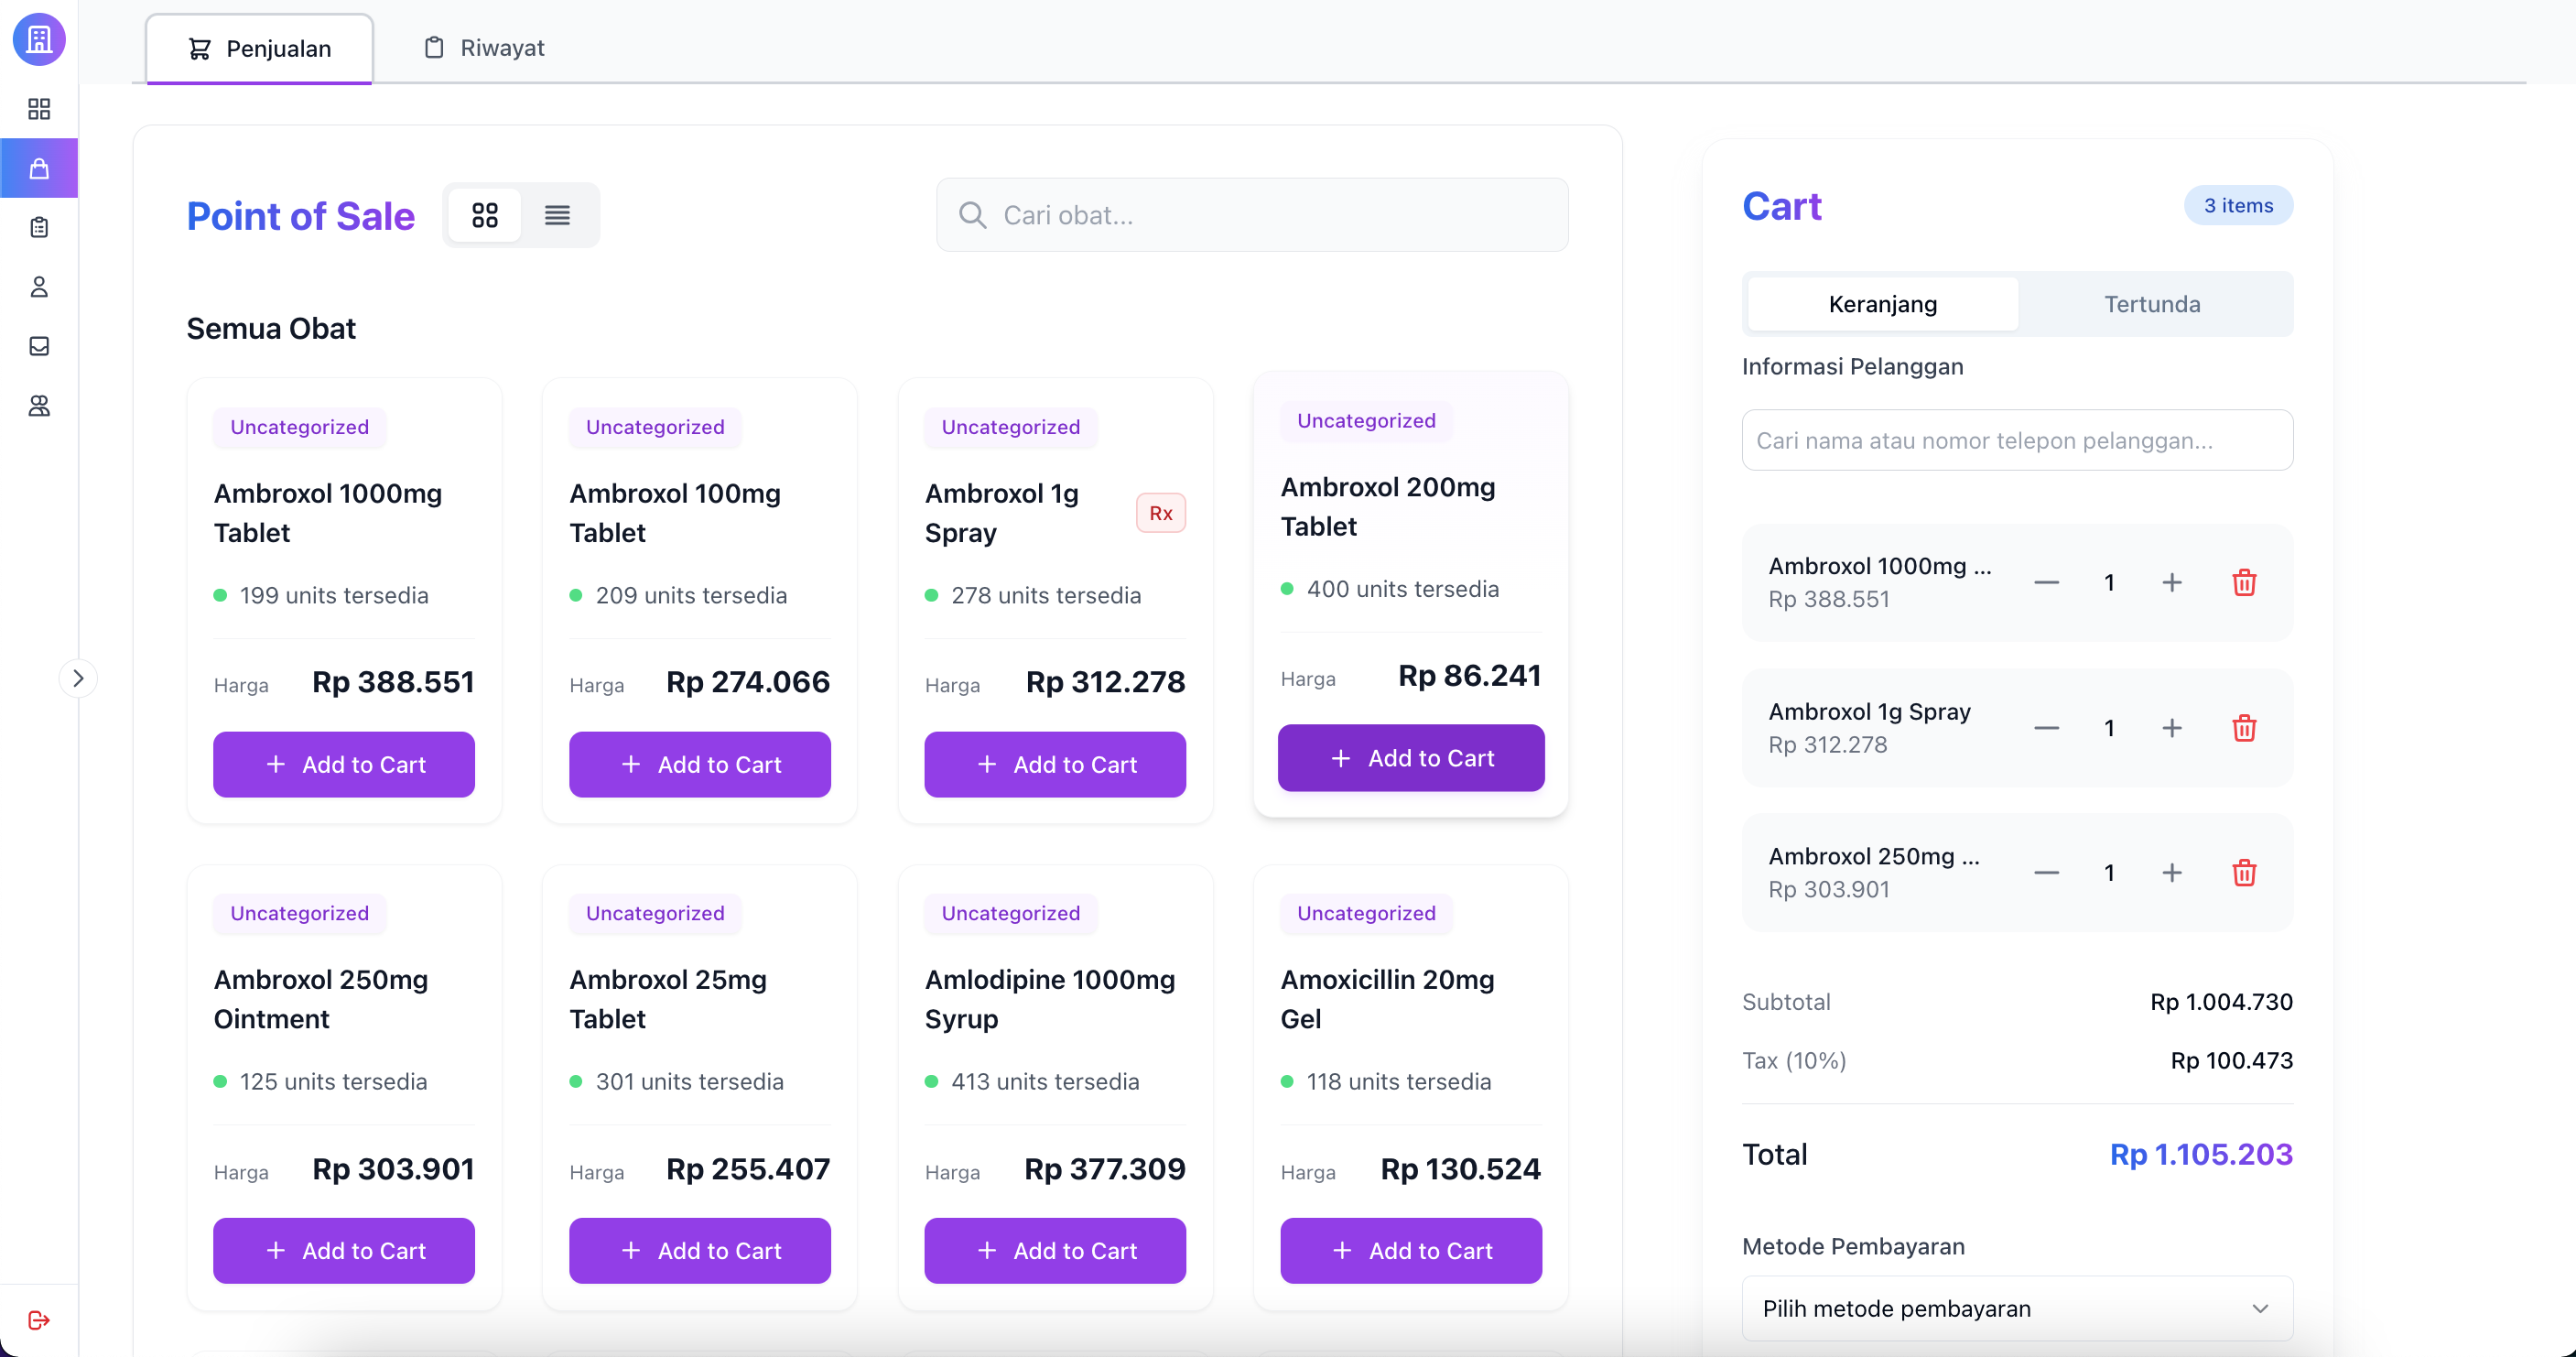 Penjualan
Riwayat
Point of Sale
Cari obat...
Semua Obat
Uncategorized
Ambroxol 1000mg
Tablet
199 units tersedia
Harga
Rp 388.551
Add to Cart
Uncategorized
Ambroxol 100mg
Tablet
209 units tersedia
Harga
Rp 274.066
Add to Cart
Uncategorized
Ambroxol 1g
Spray
Rx
278 units tersedia
Harga
Rp 312.278
Add to Cart
Uncategorized
Ambroxol 200mg
Tablet
400 units tersedia
Harga
Rp 86.241
Add to Cart
Uncategorized
Ambroxol 250mg
Ointment
125 units tersedia
Harga
Rp 303.901
Add to Cart
Uncategorized
Ambroxol 25mg
Tablet
301 units tersedia
Harga
Rp 255.407
Add to Cart
Uncategorized
Amlodipine 1000mg
Syrup
413 units tersedia
Harga
Rp 377.309
Add to Cart
Uncategorized
Amoxicillin 20mg
Gel
118 units tersedia
Harga
Rp 130.524
Add to Cart
Cart
3 items
Keranjang
Tertunda
Informasi Pelanggan
Cari nama atau nomor telepon pelanggan...
Ambroxol 1000mg ...
Rp 388.551
1
Ambroxol 1g Spray
Rp 312.278
1
Ambroxol 250mg ...
Rp 303.901
1
Subtotal
Rp 1.004.730
Tax (10%)
Rp 100.473
Total
Rp 1.105.203
Metode Pembayaran
Pilih metode pembayaran